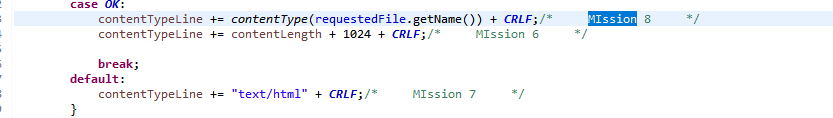 case OK:
contentTypeLine += contentType(requestedFile.getName()) + CRLF;/*    MIssion 8     */
contentTypeLine += contentLength + 1024 + CRLF;/*     MIssion 6     */
break;
default:
contentTypeLine += "text/html" + CRLF;/*     MIssion 7     */
}